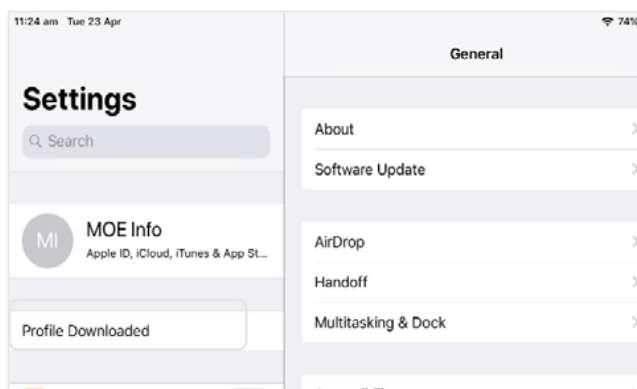 11:24 am Tue 23 Apr
74%
Settings
Search
MI
MOE Info
Apple ID, iCloud, iTunes & App St...
Profile Downloaded
General
About
Software Update
AirDrop
Handoff
Multitasking & Dock